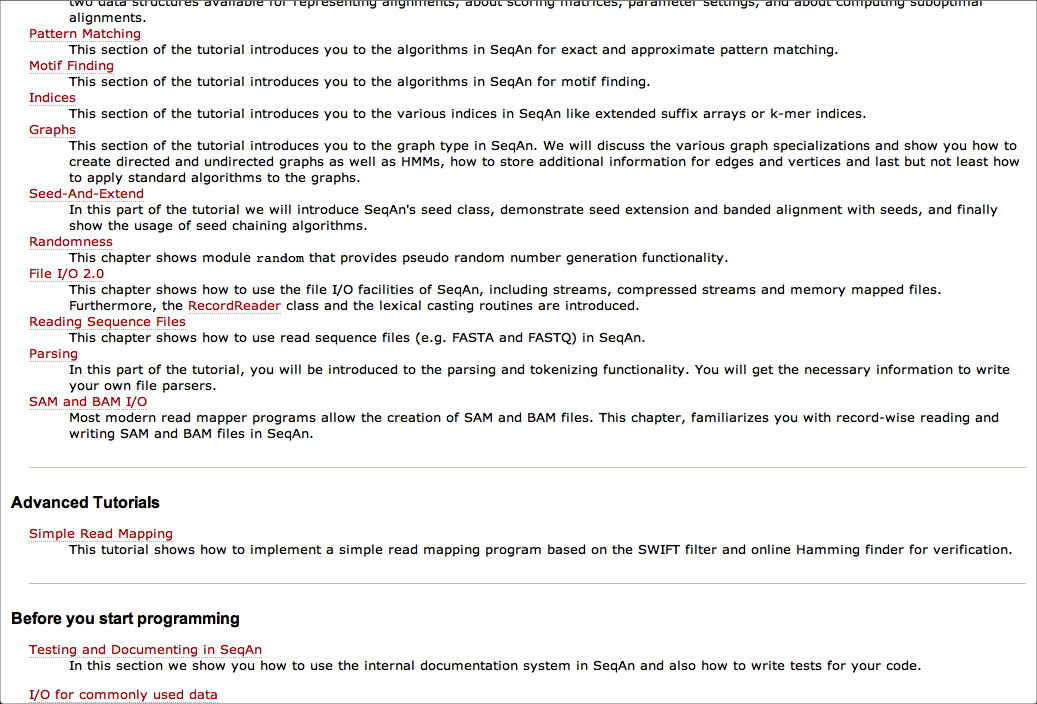 two data structures available for representing alignments, about scoring matrices, parameter settings, and about computing suboptimal
alignments.
Pattern Matching
This section of the tutorial introduces you to the algorithms in SeqAn for exact and approximate pattern matching.
Motif Finding
This section of the tutorial introduces you to the algorithms in SeqAn for motif finding.
Indices
This section of the tutorial introduces you to the various indices in SeqAn like extended suffix arrays or k-mer indices.
Graphs
This section of the tutorial introduces you to the graph type in SeqAn. We will discuss the various graph specializations and show you how to
create directed and undirected graphs as well as HMMs, how to store additional information for edges and vertices and last but not least how
to apply standard algorithms to the graphs.
Seed-And-Extend
In this part of the tutorial we will introduce SeqAn's seed class, demonstrate seed extension and banded alignment with seeds, and finally
show the usage of seed chaining algorithms.
Randomness
This chapter shows module random that provides pseudo random number generation functionality.
File I/O 2.0
This chapter shows how to use the file I/O facilities of SeqAn, including streams, compressed streams and memory mapped files.
Furthermore, the RecordReader class and the lexical casting routines are introduced.
Reading Sequence Files
This chapter shows how to use read sequence files (e.g. FASTA and FASTQ) in SeqAn.
Parsing
In this part of the tutorial, you will be introduced to the parsing and tokenizing functionality. You will get the necessary information to write
your own file parsers.
SAM and BAM I/O
Most modern read mapper programs allow the creation of SAM and BAM files. This chapter, familiarizes you with record-wise reading and
writing SAM and BAM files in SeqAn.
Advanced Tutorials
Simple Read Mapping
This tutorial shows how to implement a simple read mapping program based on the SWIFT filter and online Hamming finder for verification.
Before you start programming
Testing and Documenting in SeqAn
In this section we show you how to use the internal documentation system in SeqAn and also how to write tests for your code.
I/O for commonly used data